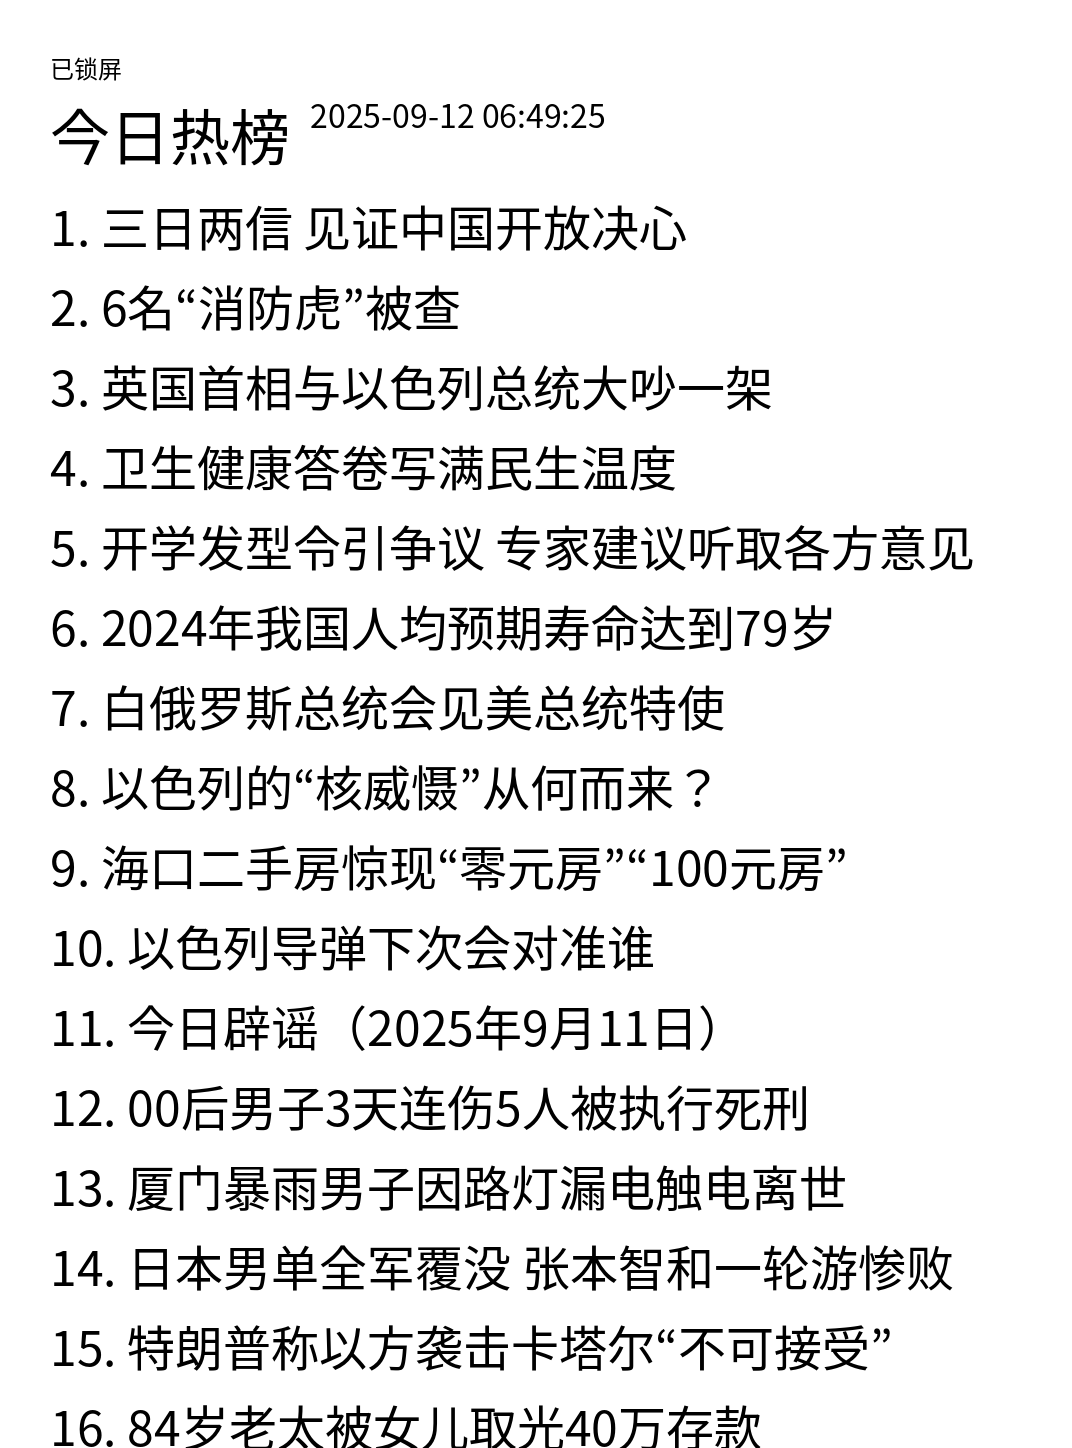 已锁屏
今日热榜 2025-09-12 06:49:25
1. 三日两信 见证中国开放决心
2. 6名“消防虎”被查
3. 英国首相与以色列总统大吵一架
4. 卫生健康答卷写满民生温度
5. 开学发型令引争议 专家建议听取各方意见
6. 2024年我国人均预期寿命达到79岁
7. 白俄罗斯总统会见美总统特使
8. 以色列的“核威慑”从何而来？
9. 海口二手房惊现“零元房”“100元房”
10. 以色列导弹下次会对准谁
11. 今日辟谣（2025年9月11日）
12. 00后男子3天连伤5人被执行死刑
13. 厦门暴雨男子因路灯漏电触电离世
14. 日本男单全军覆没 张本智和一轮游惨败
15. 特朗普称以方袭击卡塔尔“不可接受”
16. 84岁老太被女儿取光40万存款